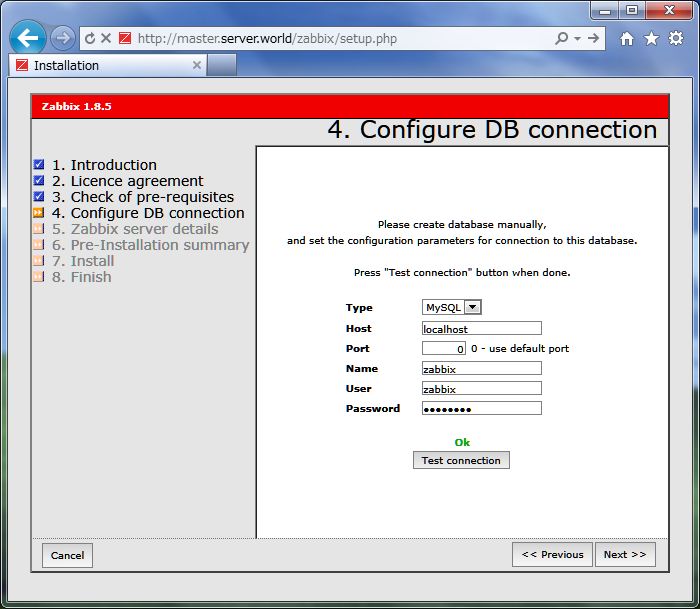 http://master.server.world/zabbix/setup.php
Installation
Zabbix 1.8.5
4. Configure DB connection
1. Introduction
2. Licence agreement
3. Check of pre-requisites
4. Configure DB connection
5. Zabbix server details
6. Pre-Installation summary
7. Install
8. Finish
Please create database manually,
and set the configuration parameters for connection to this database.
Press "Test connection" button when done.
Type MySQL
Host localhost
Port 0 0 - use default port
Name zabbix
User zabbix
Password ●●●●●●●●
Ok
Test connection
Cancel << Previous Next >>